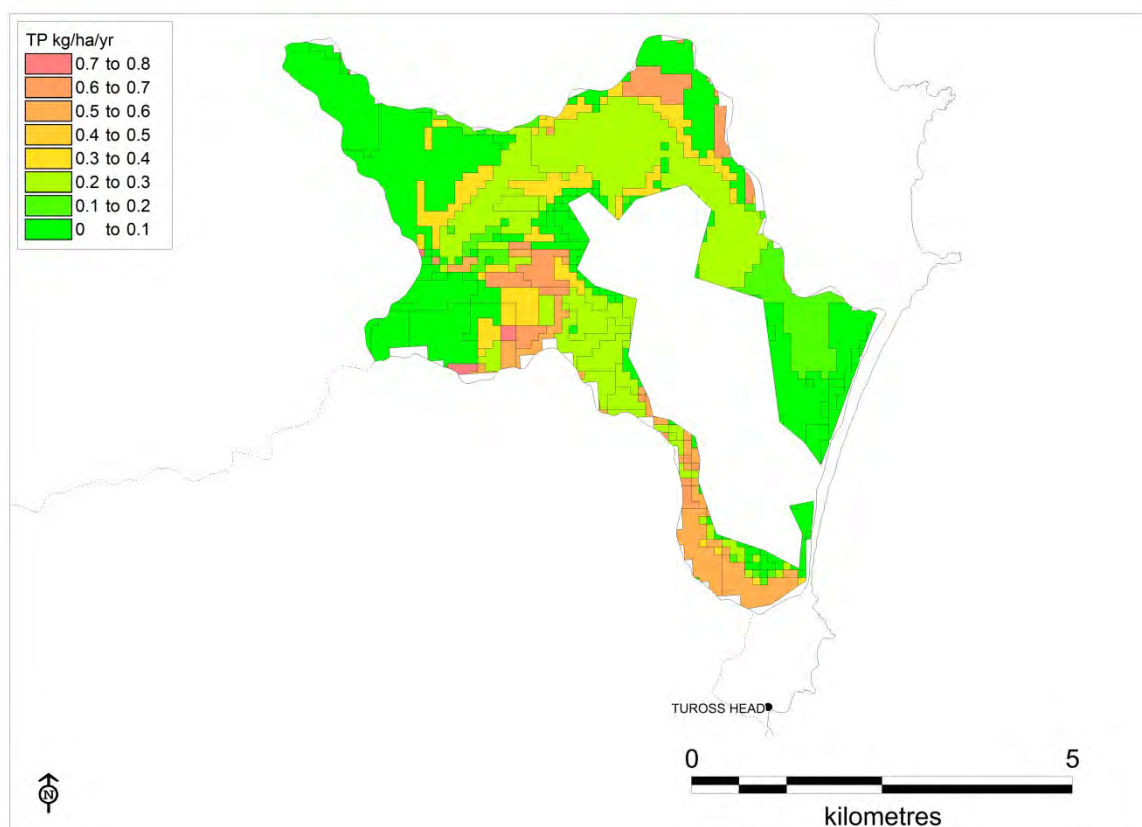 TP kg/ha/yr
0.7 to 0.8
0.6 to 0.7
0.5 to 0.6
0.4 to 0.5
0.3 to 0.4
0.2 to 0.3
0.1 to 0.2
0 to 0.1
TUROSS HEAD
0 5
kilometres
N